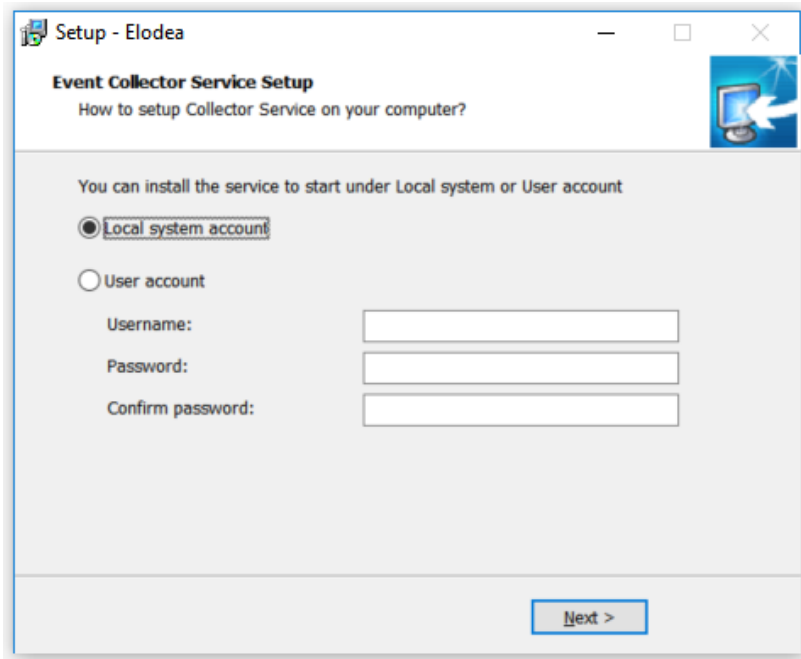 Setup - Elodea
Event Collector Service Setup
How to setup Collector Service on your computer?
You can install the service to start under Local system or User account
Local system account
User account
Username:
Password:
Confirm password:
Next >